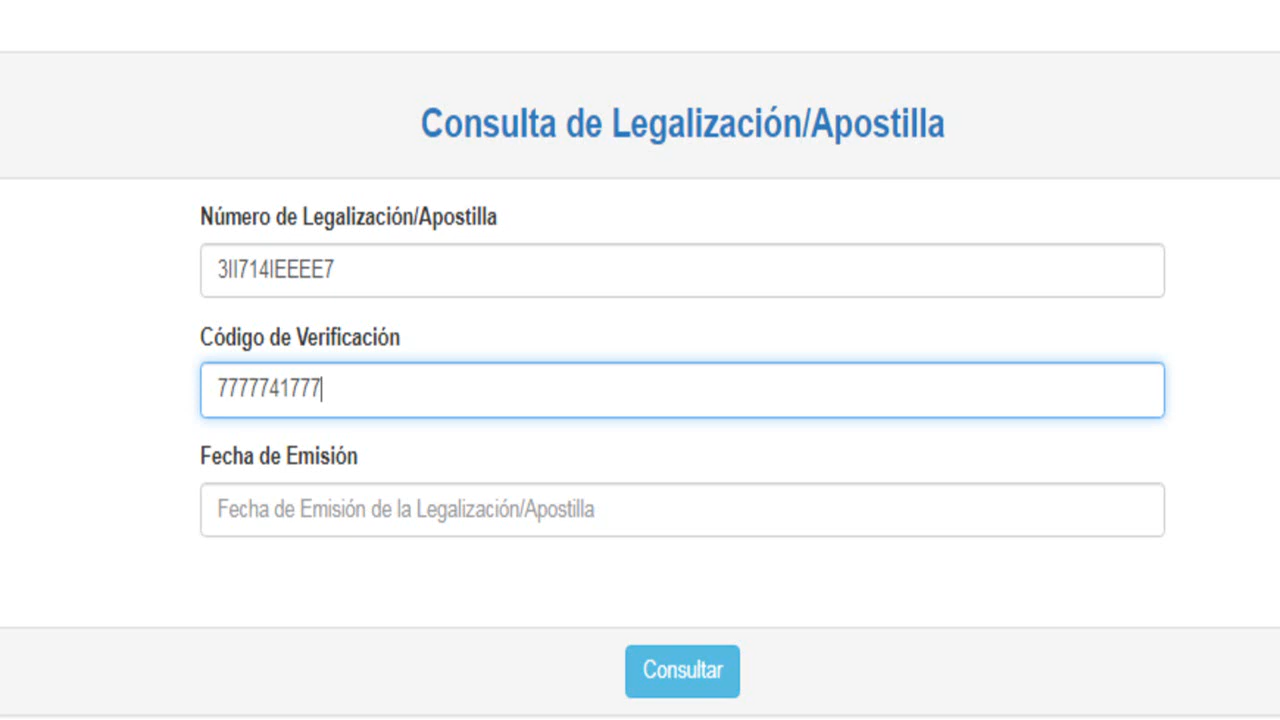 Consulta de Legalización/Apostilla
Número de Legalización/Apostilla
3II714IEEEE7
Código de Verificación
7777741777
Fecha de Emisión
Fecha de Emisión de la Legalización/Apostilla
Consultar